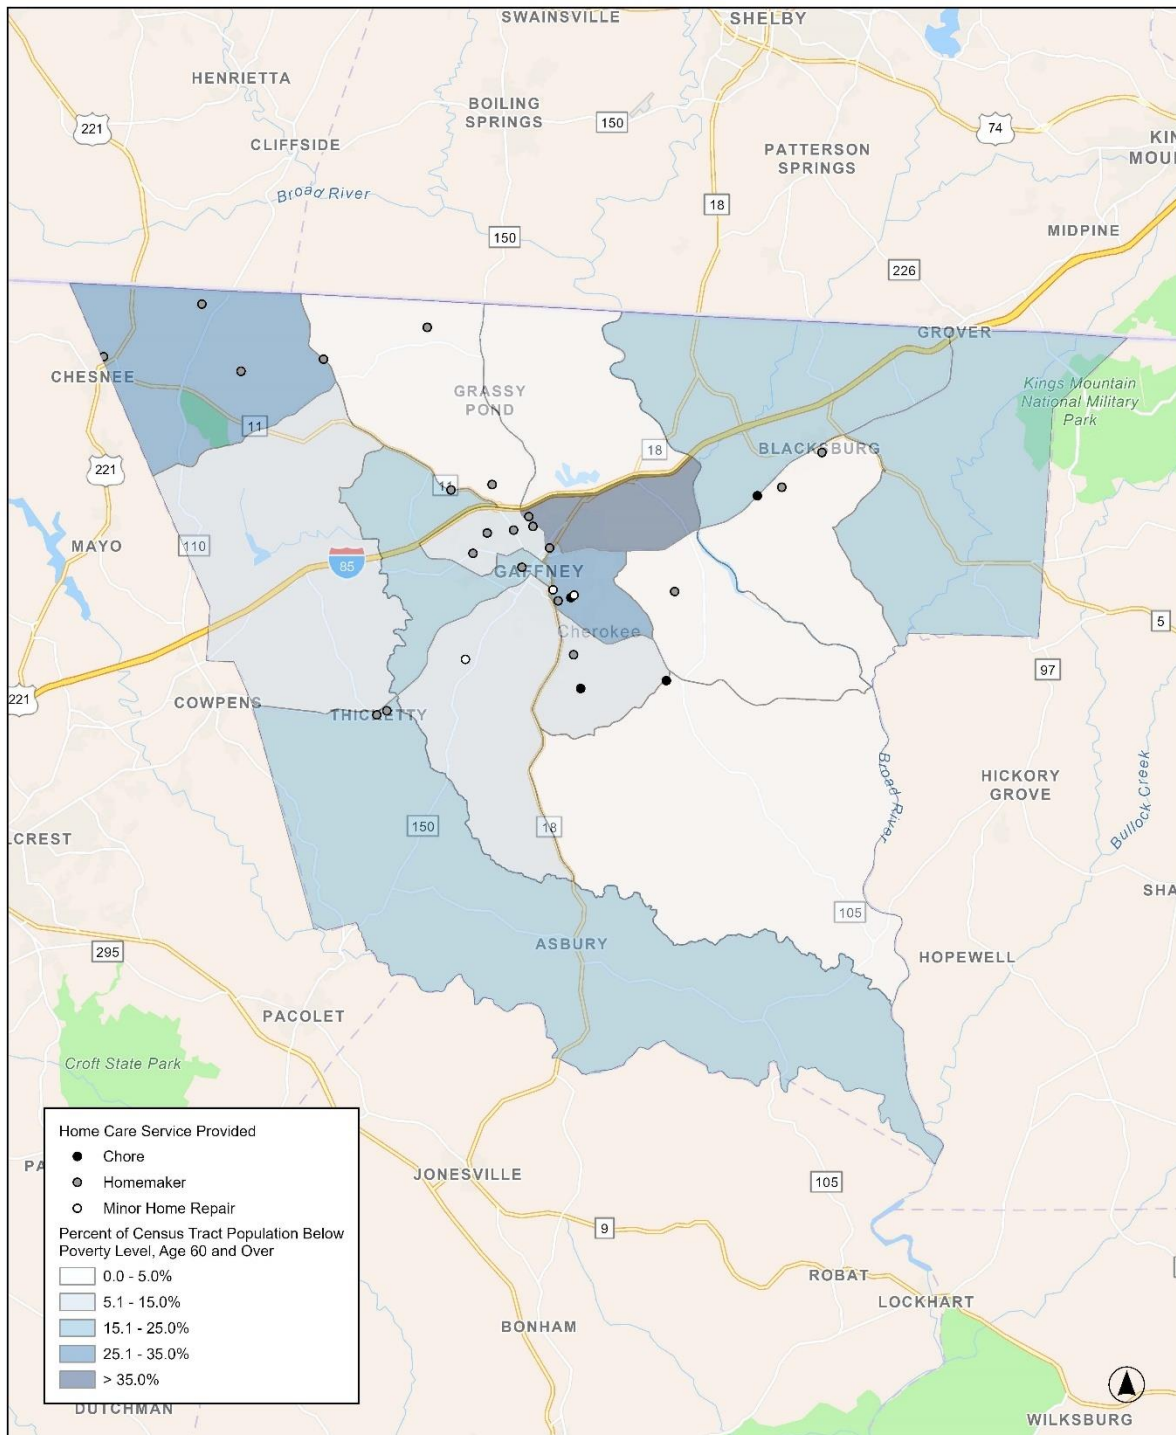 SWAINSVILLE
SHELBY
HENRIETTA
BOILING
SPRINGS
150
221
74
CLIFFSIDE
PATTERSON
SPRINGS
KIN
MOU
Broad River
18
150
MIDPINE
226
GROVER
CHESNEE
Kings Mountain
National Military
Park
GRASSY
POND
11
18
BLACKSBURG
221
11
MAYO
110
85
GAFFNEY
Cherokee
5
97
221
COWPENS
THICKETTY
Broad River
HICKORY
GROVE
Bullock Creek
150
18
LCREST
SHA
105
295
ASBURY
HOPEWELL
PACOLET
Croft State Park
Home Care Service Provided
Chore
Homemaker
Minor Home Repair
Percent of Census Tract Population Below
Poverty Level, Age 60 and Over
0.0 - 5.0%
5.1 - 15.0%
15.1 - 25.0%
25.1 - 35.0%
> 35.0%
PA
JONESVILLE
105
9
ROBAT
LOCKHART
BONHAM
DUTCHMAN
WILKSBURG